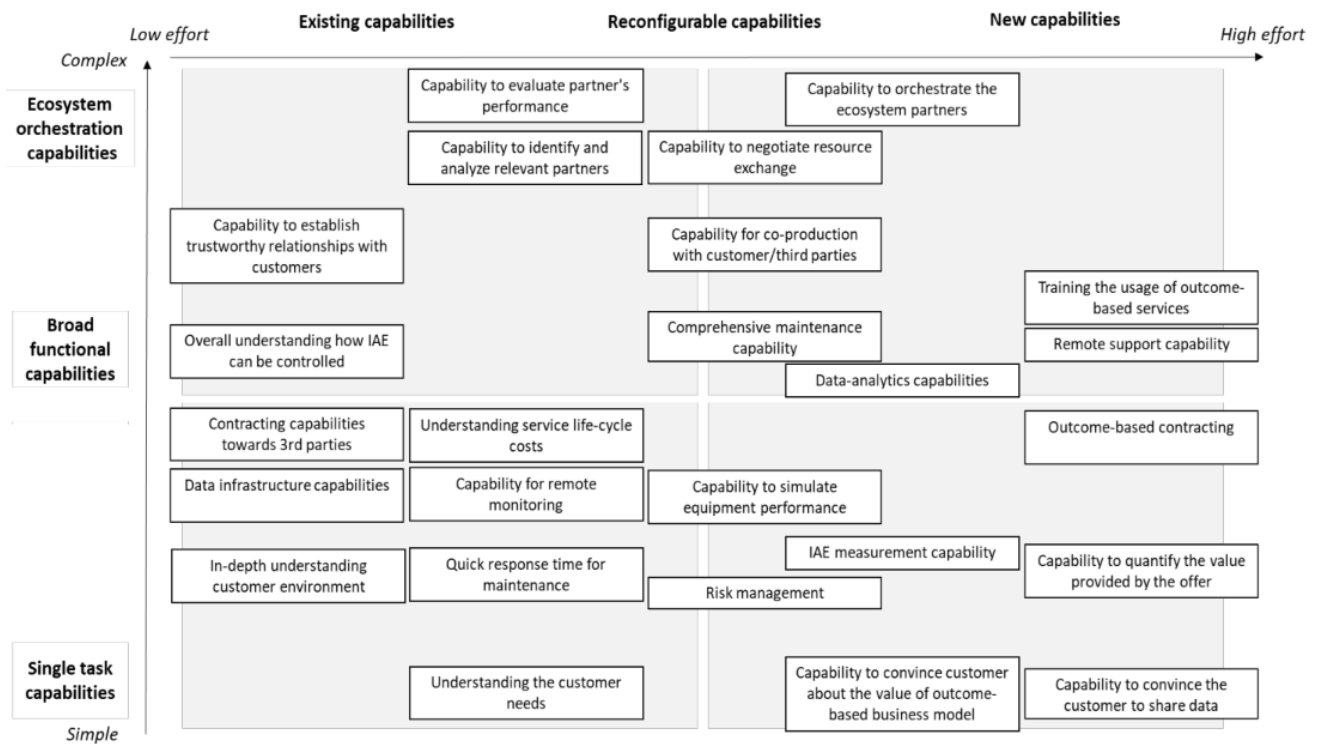 Existing capabilities
Reconfigurable capabilities
New capabilities
Low effort
High effort
Complex
Ecosystem
orchestration
capabilities
Capability to evaluate partner's
performance
Capability to orchestrate the
ecosystem partners
Capability to identify and
analyze relevant partners
Capability to negotiate resource
exchange
Capability to establish
trustworthy relationships with
customers
Capability for co-production
with customer/third parties
Training the usage of outcome-
based services
Broad
functional
capabilities
Overall understanding how IAE
can be controlled
Comprehensive maintenance
capability
Remote support capability
Data-analytics capabilities
Contracting capabilities
towards 3rd parties
Understanding service life-cycle
costs
Outcome-based contracting
Data infrastructure capabilities
Capability for remote
monitoring
Capability to simulate
equipment performance
In-depth understanding
customer environment
Quick response time for
maintenance
IAE measurement capability
Capability to quantify the value
provided by the offer
Risk management
Single task
capabilities
Understanding the customer
needs
Capability to convince customer
about the value of outcome-
based business model
Capability to convince the
customer to share data
Simple